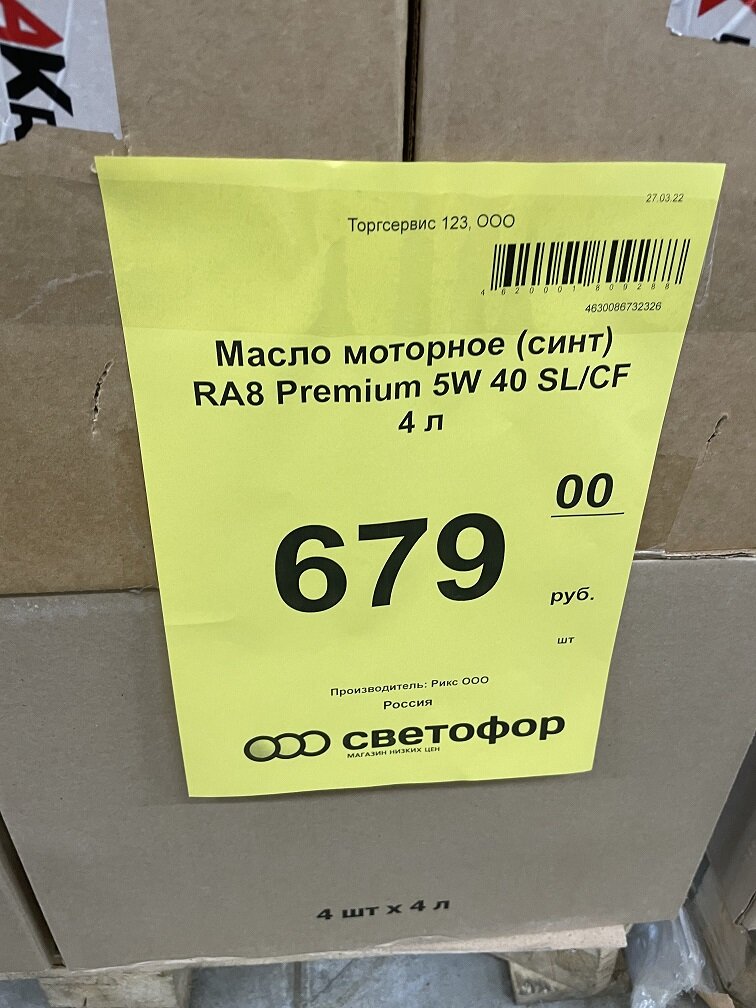 27.03.22
Торгсервис 123, ООО
4620001809288
4630086732326
Масло моторное (синт)
RA8 Premium 5W 40 SL/CF
4 л
679
00
руб.
шт
Производитель: Рикс ООО
Россия
светофор
МАГАЗИН НИЗКИХ ЦЕН
4 шт х 4 л